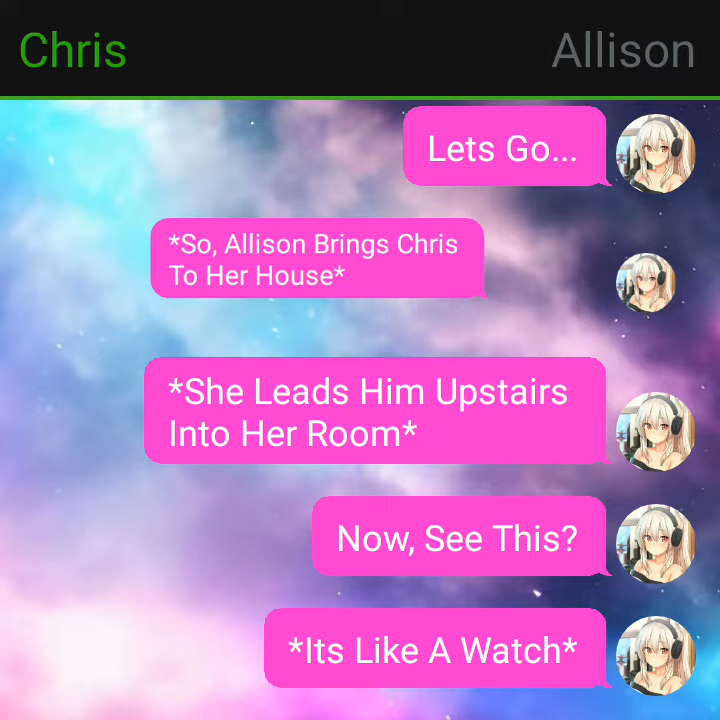 Chris
Allison
Lets Go...
*So, Allison Brings Chris
To Her House*
*She Leads Him Upstairs
Into Her Room*
Now, See This?
*Its Like A Watch*